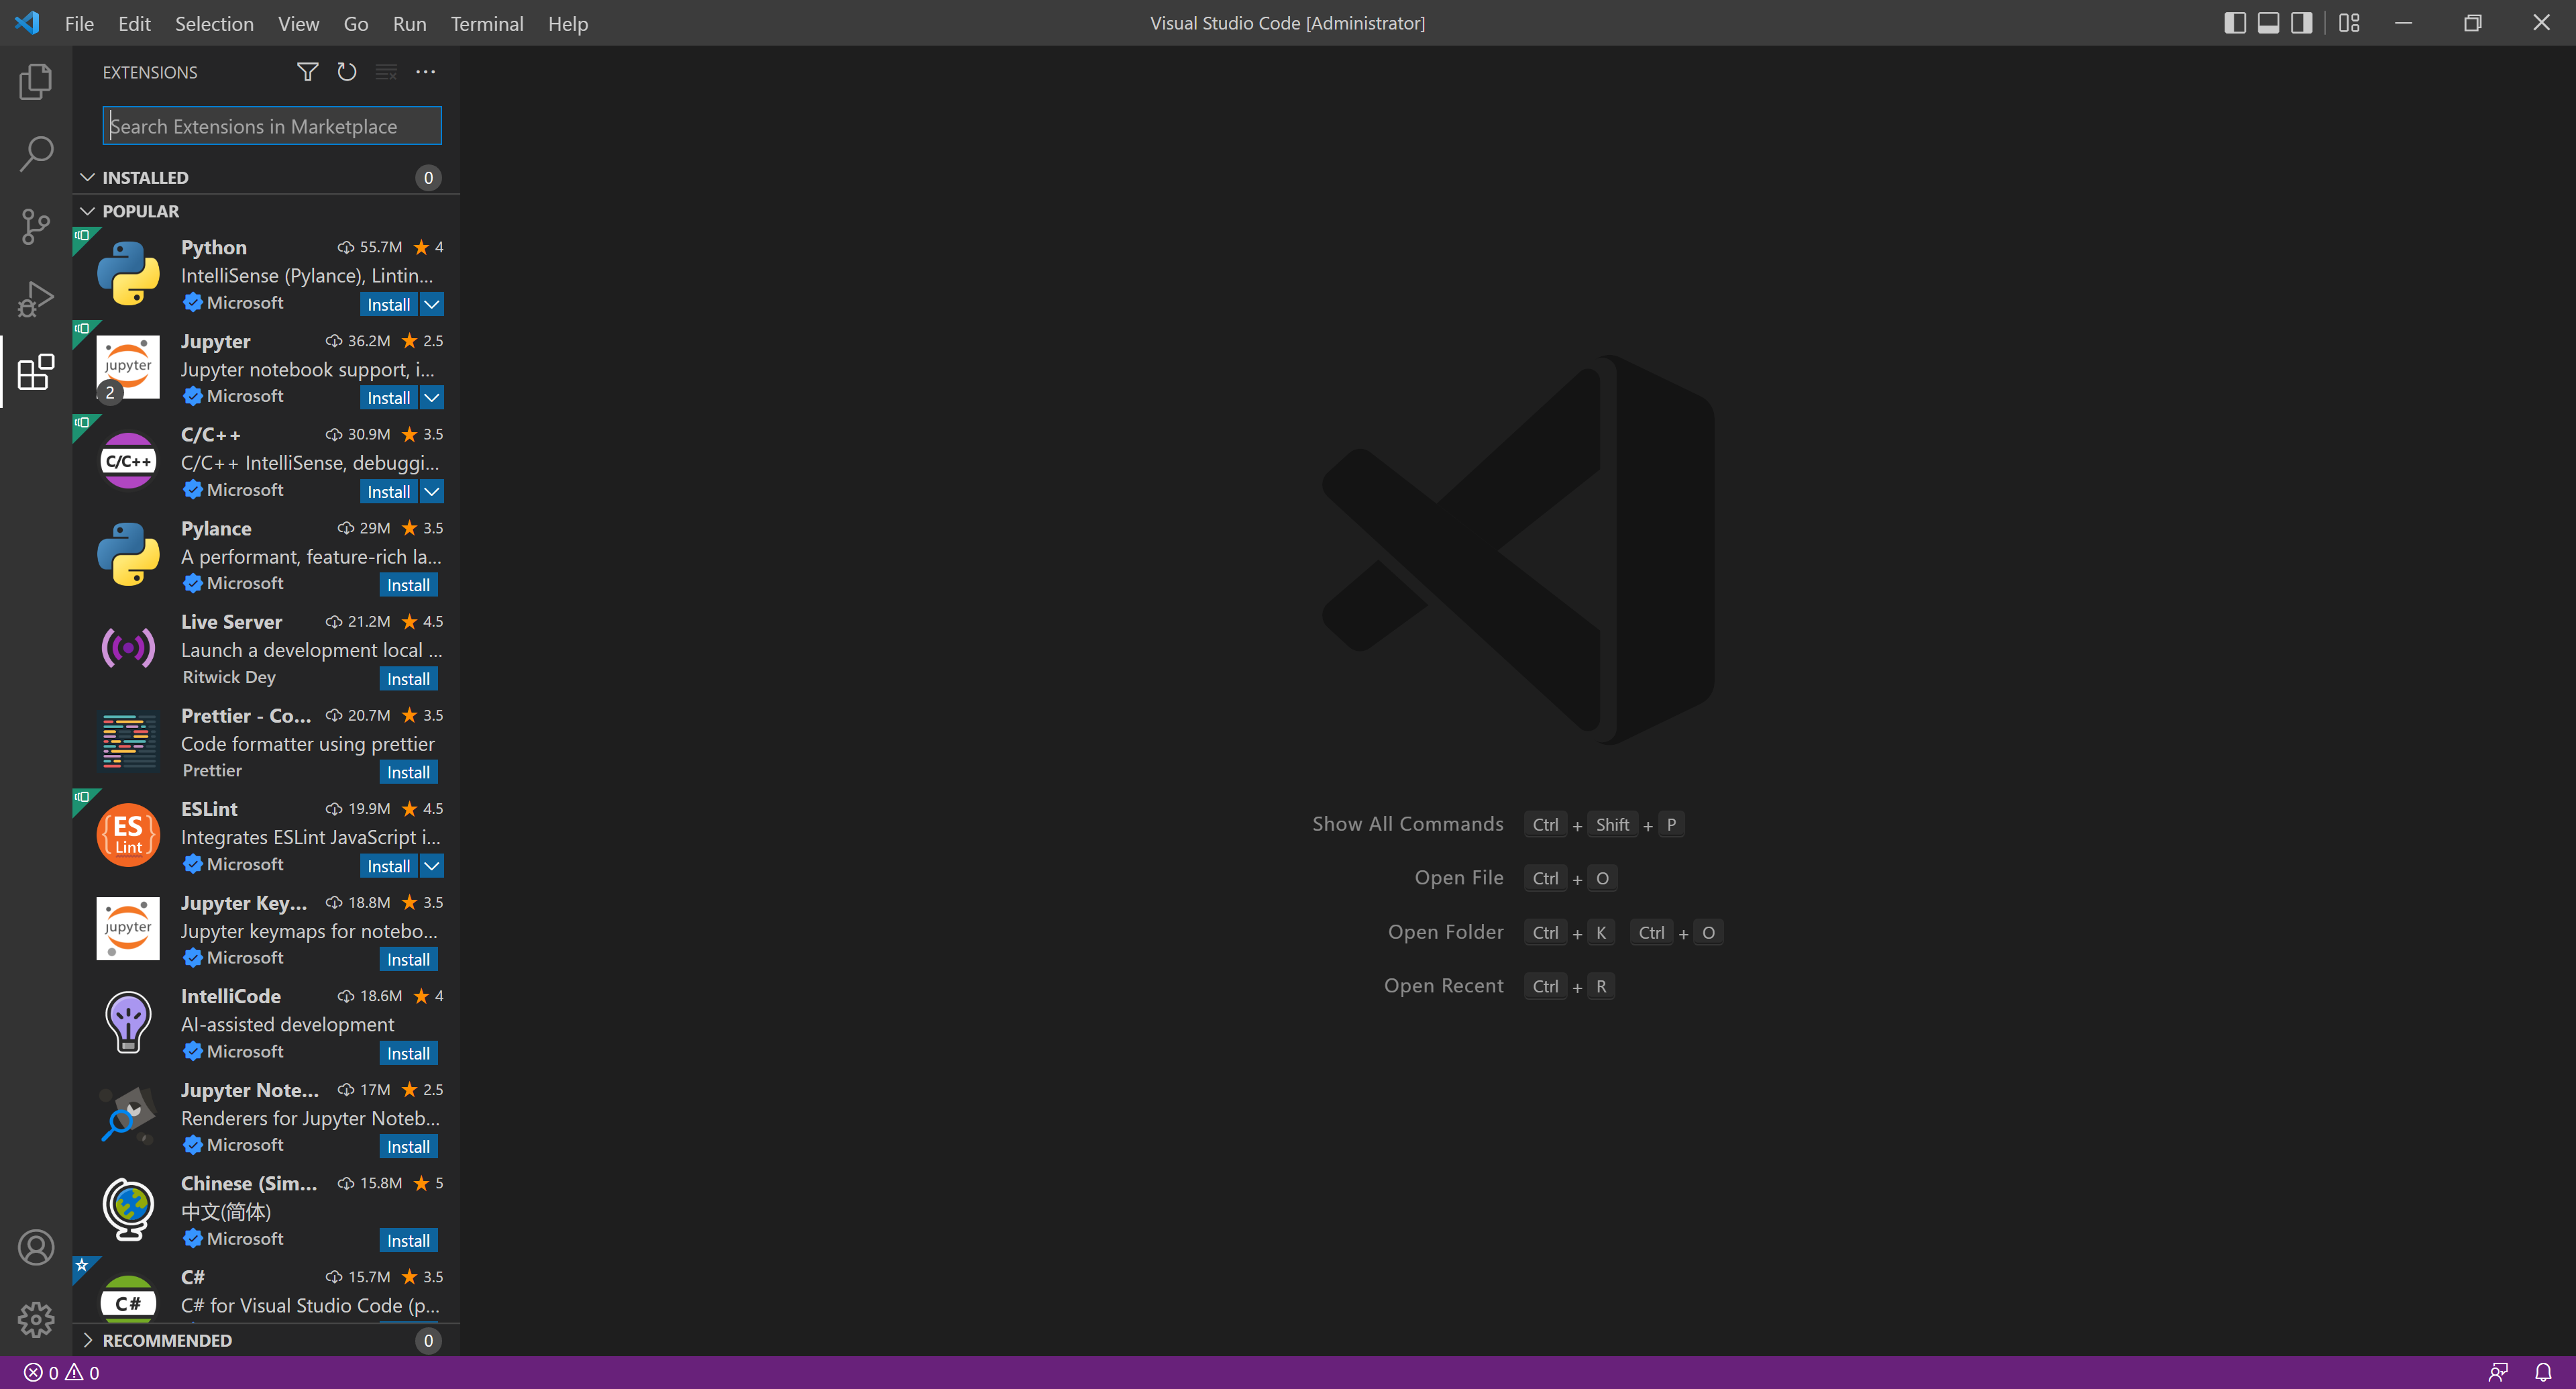 File Edit Selection View Go Run Terminal Help
Visual Studio Code [Administrator]
EXTENSIONS
Search Extensions in Marketplace
INSTALLED 0
POPULAR
Python 55.7M 4
IntelliSense (Pylance), Lintin...
Microsoft Install
Jupyter 36.2M 2.5
jupyter
Jupyter notebook support, i...
2
Microsoft Install
C/C++ 30.9M 3.5
C/C++
C/C++ IntelliSense, debuggi...
Microsoft Install
Pylance 29M 3.5
A performant, feature-rich la...
Microsoft Install
Live Server 21.2M 4.5
Launch a development local ...
Ritwick Dey Install
Prettier - Co... 20.7M 3.5
Code formatter using prettier
Prettier Install
ESLint 19.9M 4.5
{ES}
Lint
Integrates ESLint JavaScript i...
Microsoft Install
Jupyter Key... 18.8M 3.5
jupyter
Jupyter keymaps for notebo...
Microsoft Install
IntelliCode 18.6M 4
AI-assisted development
Microsoft Install
Jupyter Note... 17M 2.5
Renderers for Jupyter Noteb...
Microsoft Install
Chinese (Sim... 15.8M 5
中文(简体)
Microsoft Install
C# 15.7M 3.5
C#
C# for Visual Studio Code (p...
RECOMMENDED 0
Show All Commands Ctrl + Shift + P
Open File Ctrl + O
Open Folder Ctrl + K Ctrl + O
Open Recent Ctrl + R
0 0